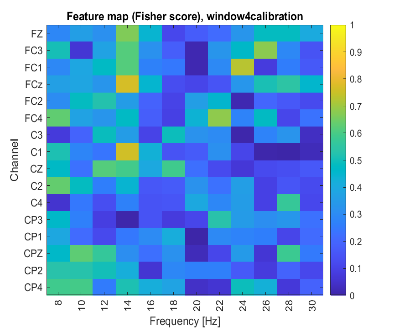 Feature map (Fisher score), window4calibration
Channel
FZ
FC3
FC1
FCz
FC2
FC4
C3
C1
CZ
C2
C4
CP3
CP1
CPZ
CP2
CP4
8 10 12 14 16 18 20 22 24 26 28 30
Frequency [Hz]
1
0.9
0.8
0.7
0.6
0.5
0.4
0.3
0.2
0.1
0